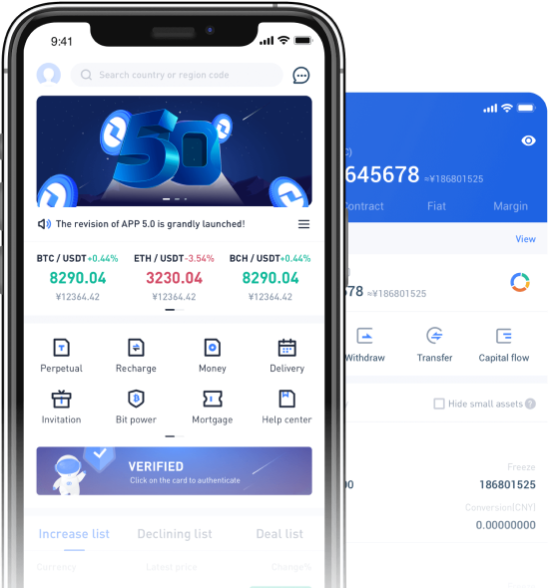 9:41
Search country or region code
50
The revision of APP 5.0 is grandly launched!
BTC / USDT+0.44% ETH / USDT-3.54% BCH / USDT+0.44%
8290.04 3230.04 8290.04
¥12364.42 ¥12364.42 ¥12364.42
Perpetual Recharge Money Delivery
Invitation Bit power Mortgage Help center
VERIFIED
Click on the card to authenticate
Increase list Declining list Deal list
Currency Latest price Change%
645678 ≈¥186801525
Contract Fiat Margin
View
78 ≈¥186801525
Withdraw Transfer Capital flow
Hide small assets ?
Freeze
00 186801525
Conversion(CNY)
0.00000000
Freeze